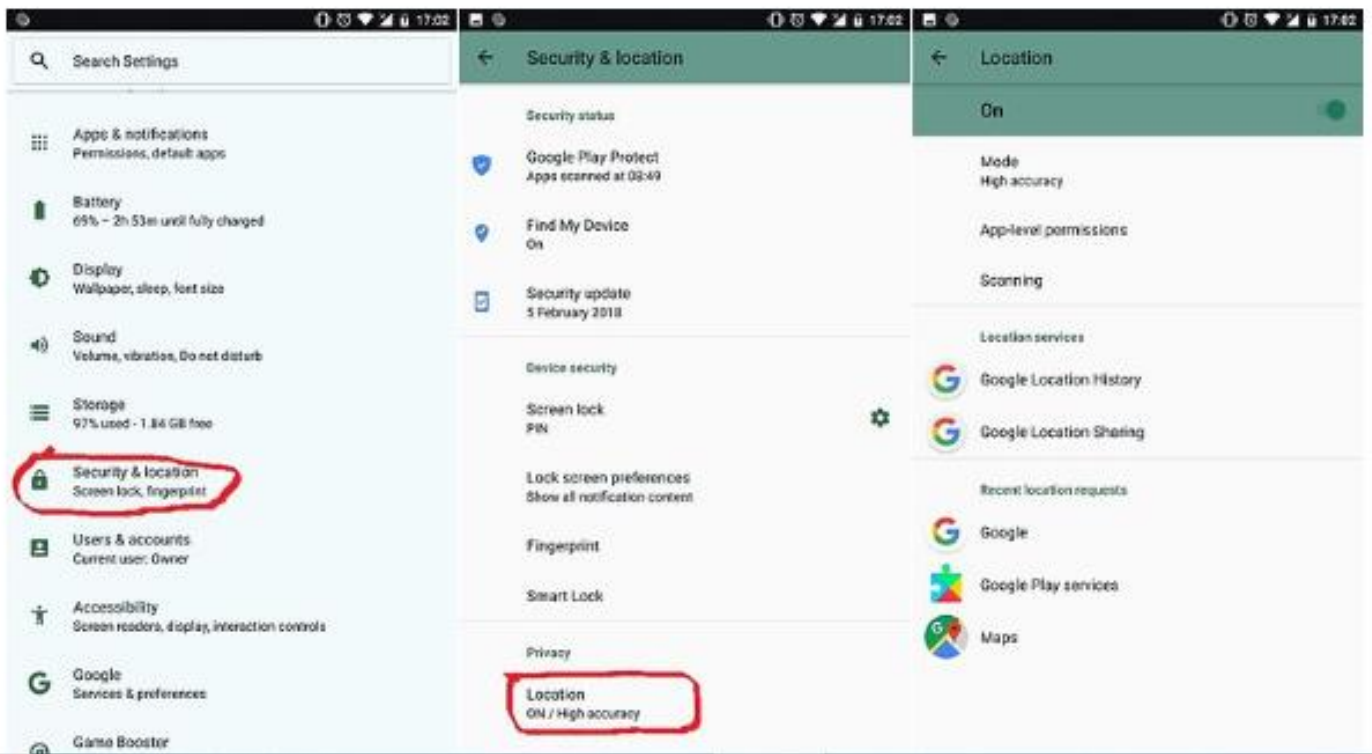 17:02
Search Settings
Apps & notifications
Permissions, default apps
Battery
69% – 2h 53m until fully charged
Display
Wallpaper, sleep, font size
Sound
Volume, vibration, Do not disturb
Storage
97% used - 1.84 GB free
Security & location
Screen lock, fingerprint
Users & accounts
Current user: Owner
Accessibility
Screen readers, display, interaction controls
Google
Services & preferences
Game Booster
17:02
Security & location
Security status
Google Play Protect
Apps scanned at 08:49
Find My Device
On
Security update
5 February 2018
Device security
Screen lock
PIN
Lock screen preferences
Show all notification content
Fingerprint
Smart Lock
Privacy
Location
ON / High accuracy
17:02
Location
On
Mode
High accuracy
App-level permissions
Scanning
Location services
Google Location History
Google Location Sharing
Recent location requests
Google
Google Play services
Maps